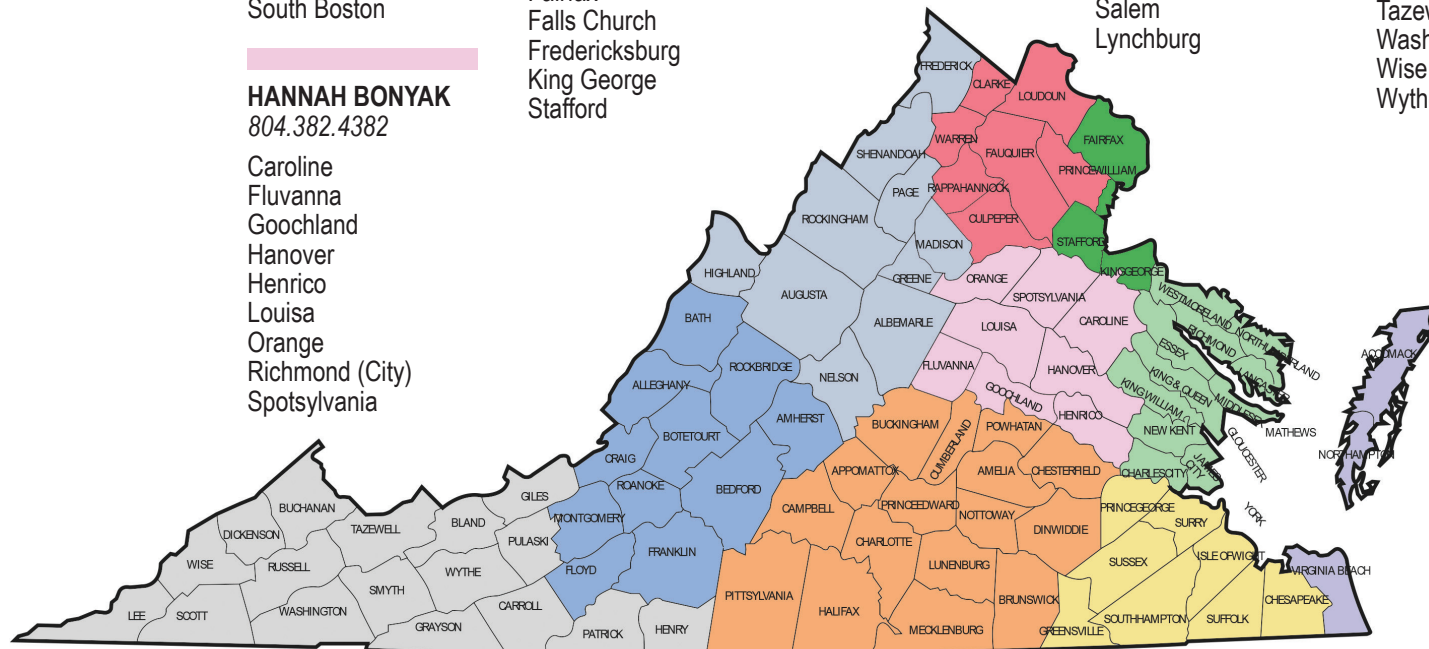 South Boston
HANNAH BONYAK
804.382.4382
Caroline
Fluvanna
Goochland
Hanover
Henrico
Louisa
Orange
Richmond (City)
Spotsylvania
Falls Church
Fredericksburg
King George
Stafford
Salem
Lynchburg
Wise
FREDERICK
CLARKE
LOUDOUN
WARREN
FAUQUIER
FAIRFAX
SHENANDOAH
PAGE
RAPPAHANNOCK
PRINCE WILLIAM
ROCKINGHAM
CULPEPER
MADISON
STAFFORD
HIGHLAND
GREENE
ORANGE
KING GEORGE
AUGUSTA
SPOTSYLVANIA
WESTMORELAND
BATH
ALBEMARLE
LOUISA
CAROLINE
RICHMOND
NORTHUMBERLAND
ESSEX
LANCASTER
ACCOMACK
ROCKBRIDGE
NELSON
FLUVANNA
HANOVER
KING & QUEEN
ALLEGHANY
GOOCHLAND
KING WILLIAM
MIDDLESEX
AMHERST
BUCKINGHAM
CUMBERLAND
POWHATAN
HENRICO
NEW KENT
MATHEWS
BOTETOURT
GLOUCESTER
NORTHAMPTON
CRAIG
APPOMATTOX
AMELIA
CHESTERFIELD
CHARLES CITY
JAMES CITY
ROANOKE
BEDFORD
GILES
BUCHANAN
CAMPBELL
PRINCE EDWARD
NOTTOWAY
PRINCE GEORGE
YORK
MONTGOMERY
BLAND
TAZEWELL
DICKENSON
SURRY
DINWIDDIE
PULASKI
CHARLOTTE
FRANKLIN
ISLE OF WIGHT
WISE
RUSSELL
WYTHE
FLOYD
LUNENBURG
SUSSEX
VIRGINIA BEACH
SMYTH
PITTSYLVANIA
BRUNSWICK
CHESAPEAKE
LEE
SCOTT
WASHINGTON
CARROLL
HALIFAX
GRAYSON
PATRICK
HENRY
MECKLENBURG
GREENSVILLE
SOUTHHAMPTON
SUFFOLK